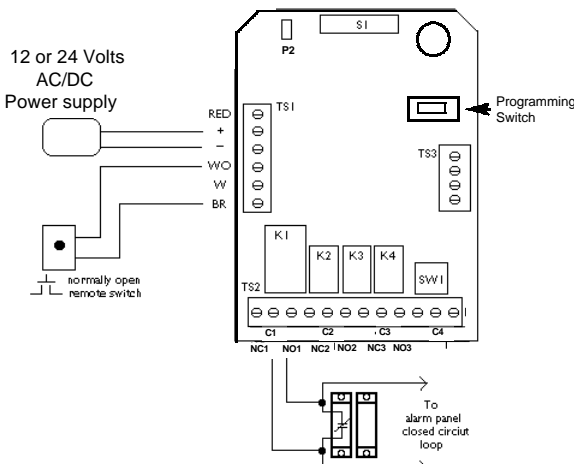 S1
P2
12 or 24 Volts
AC/DC
Power supply
RED
TS1
+
−
WO
W
BR
Programming
Switch
TS3
K1
K2
K3
K4
SW1
TS2
normally open
remote switch
C1
C2
C3
C4
NC1
NO1
NC2
NO2
NC3
NO3
To
alarm panel
closed circiut
loop